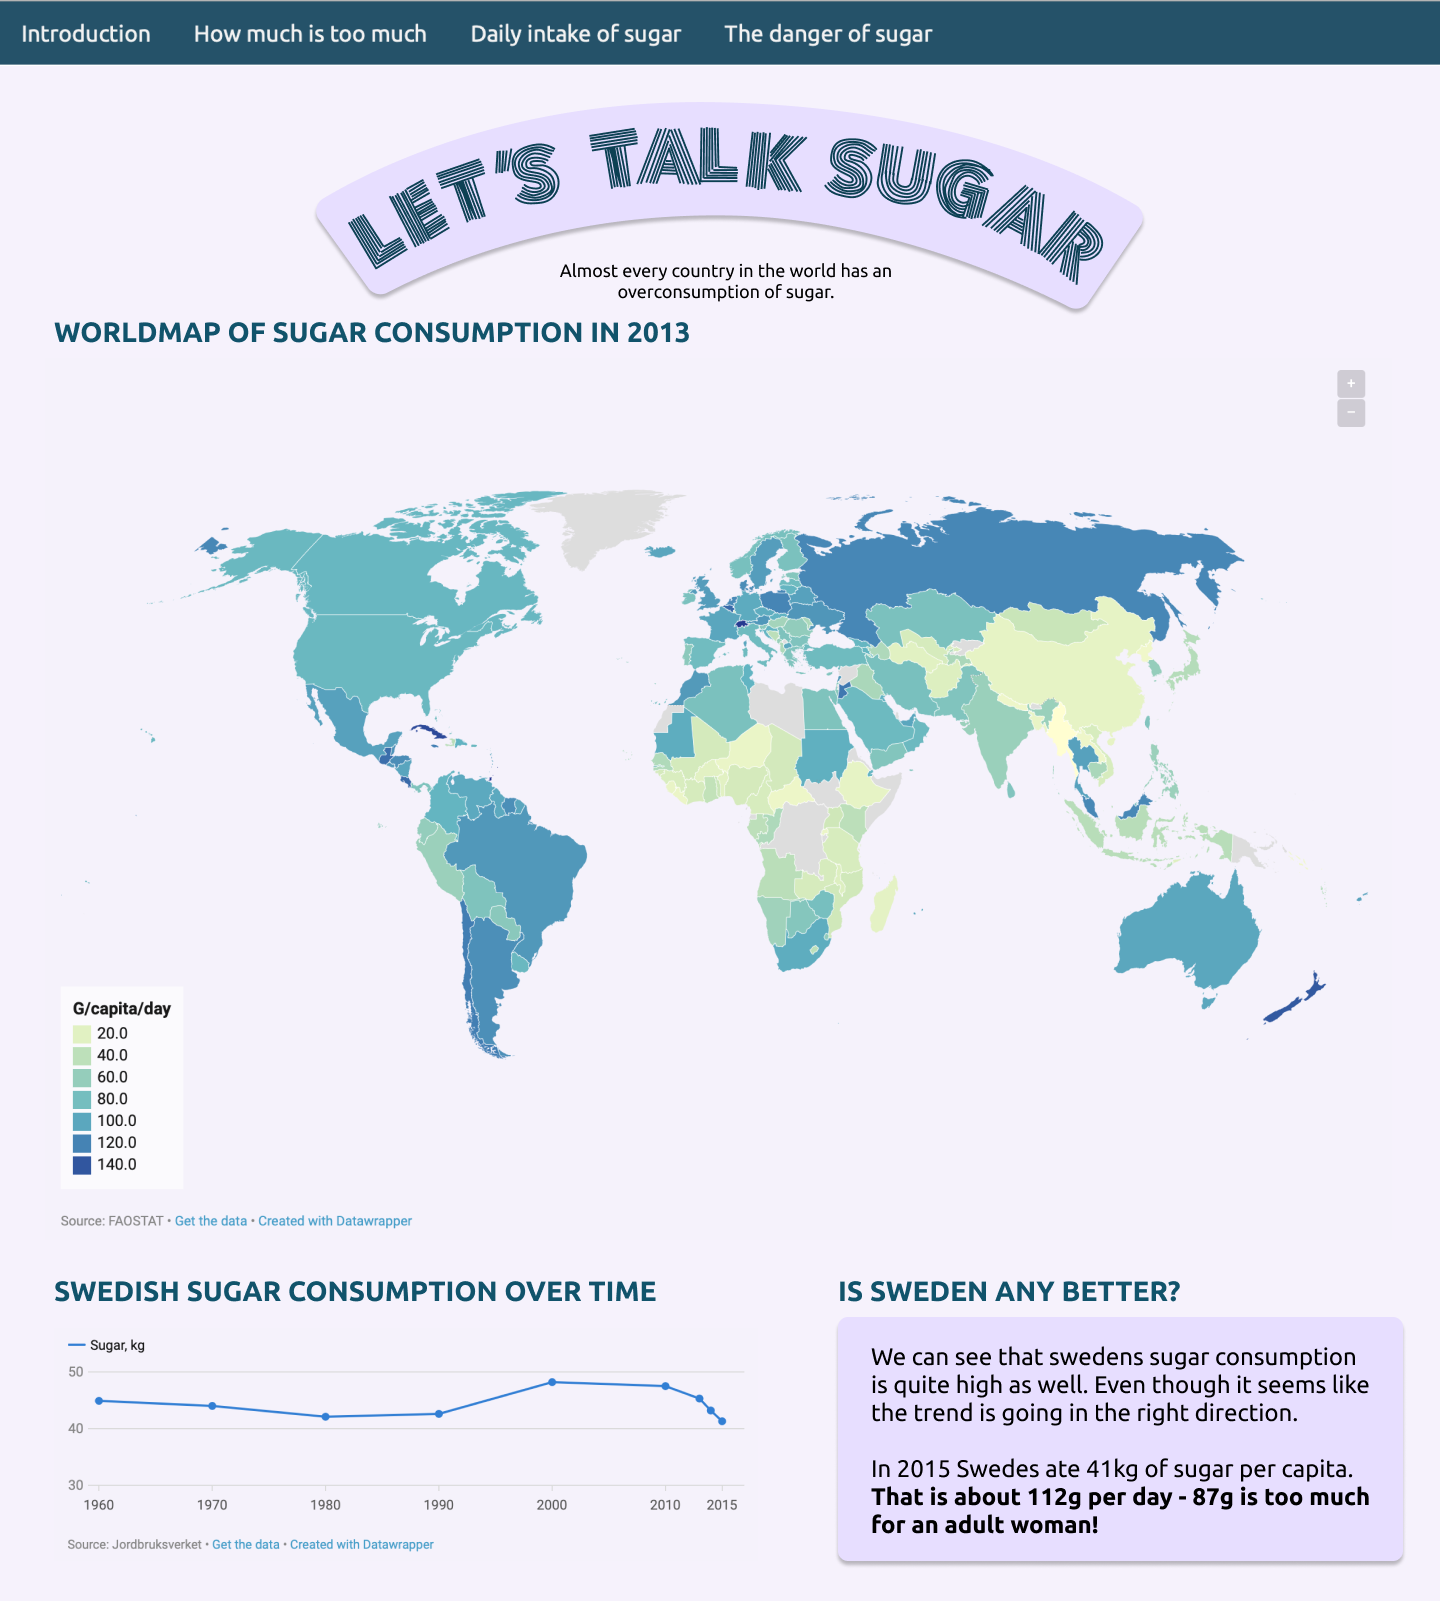 Introduction How much is too much Daily intake of sugar The danger of sugar
LET'S TALK SUGAR
Almost every country in the world has an
overconsumption of sugar.
WORLDMAP OF SUGAR CONSUMPTION IN 2013
+
−
G/capita/day
20.0
40.0
60.0
80.0
100.0
120.0
140.0
Source: FAOSTAT • Get the data • Created with Datawrapper
SWEDISH SUGAR CONSUMPTION OVER TIME
Sugar, kg
50
40
30
1960 1970 1980 1990 2000 2010 2015
Source: Jordbruksverket • Get the data • Created with Datawrapper
IS SWEDEN ANY BETTER?
We can see that swedens sugar consumption
is quite high as well. Even though it seems like
the trend is going in the right direction.
In 2015 Swedes ate 41kg of sugar per capita.
That is about 112g per day - 87g is too much
for an adult woman!